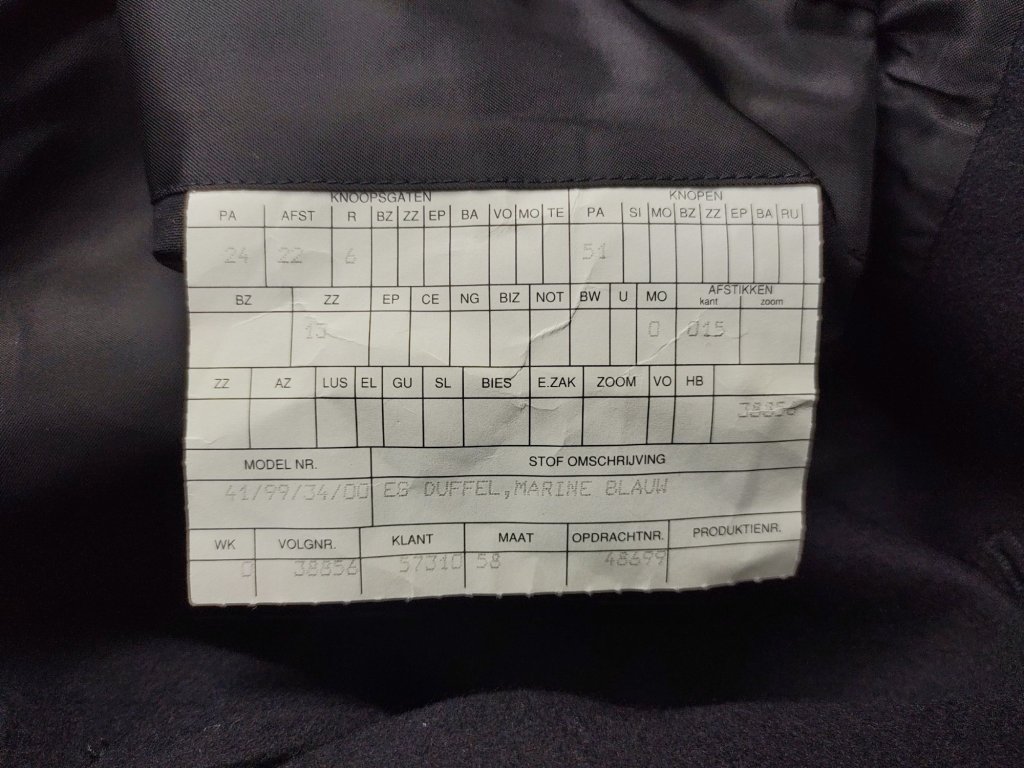 KNOOPSGATEN KNOPEN
PA AFST R BZ ZZ EP BA VO MO TE PA SI MO BZ ZZ EP BA RU
24 22 6 51
BZ ZZ EP CE NG BIZ NOT BW U MO AFSTIKKEN
kant zoom
0 015
ZZ AZ LUS EL GU SL BIES E.ZAK ZOOM VO HB
38856
MODEL NR. STOF OMSCHRIJVING
41/99/34/00 EG DUFFEL,MARINE BLAUW
WK VOLGNR. KLANT MAAT OPDRACHTNR. PRODUKTIENR.
0 38856 57310 58 48699